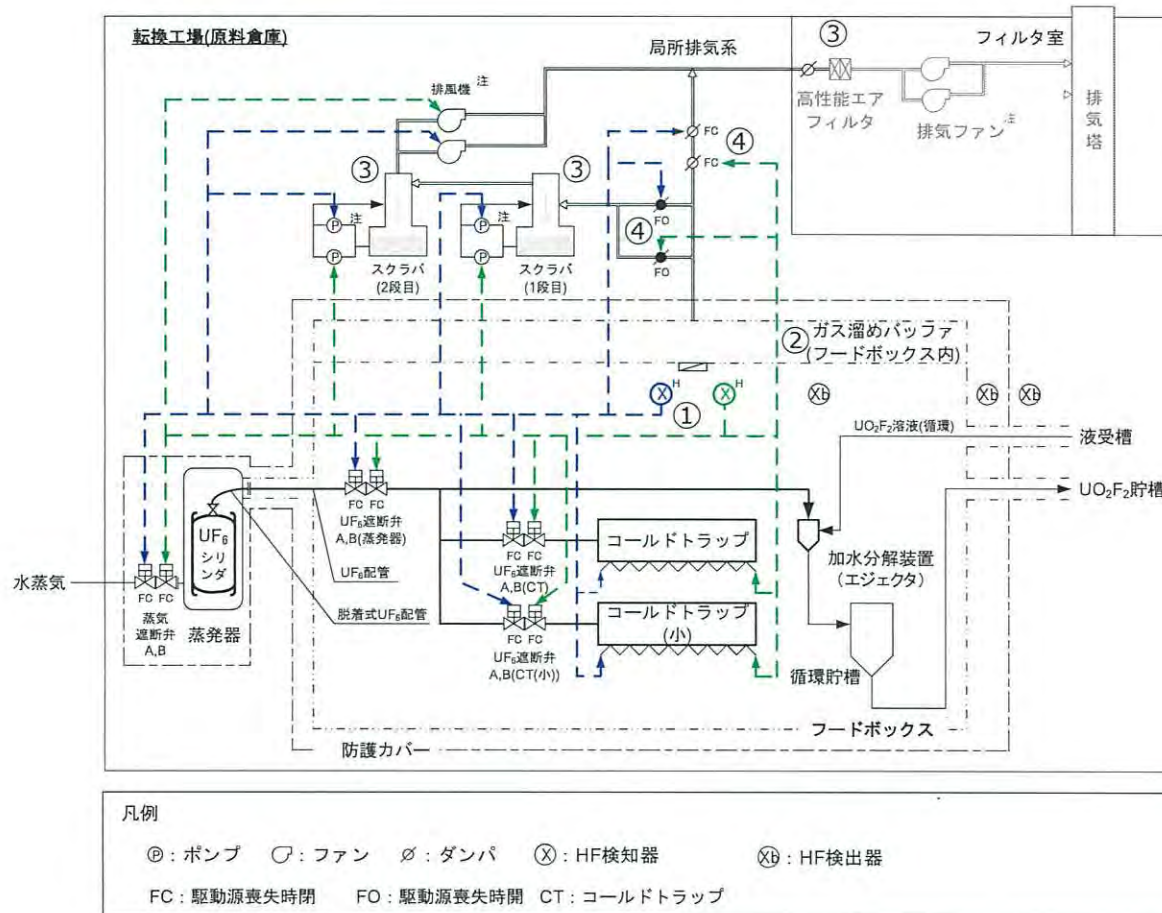 転換工場(原料倉庫)
局所排気系
③
フィルタ室
排風機 注
高性能エア
フィルタ
排気ファン 注
排気塔
FC
④
FC
③
③
P
注
P
注
P
P
FO
④
FO
スクラバ
(2段目)
スクラバ
(1段目)
② ガス溜めバッファ
(フードボックス内)
X H
①
X H
Xb
Xb
Xb
UO₂F₂溶液(循環)
液受槽
UO₂F₂貯槽
FC FC
UF₆遮断弁
A,B(蒸発器)
UF₆
シリンダ
UF₆配管
脱着式UF₆配管
水蒸気
FC FC
蒸気
遮断弁
A,B
蒸発器
FC FC
UF₆遮断弁
A,B(CT)
コールドトラップ
FC FC
UF₆遮断弁
A,B(CT(小))
コールドトラップ
(小)
加水分解装置
(エジェクタ)
循環貯槽
フードボックス
防護カバー
凡例
P：ポンプ ：ファン ：ダンパ X：HF検知器 Xb：HF検出器
FC：駆動源喪失時閉 FO：駆動源喪失時開 CT：コールドトラップ